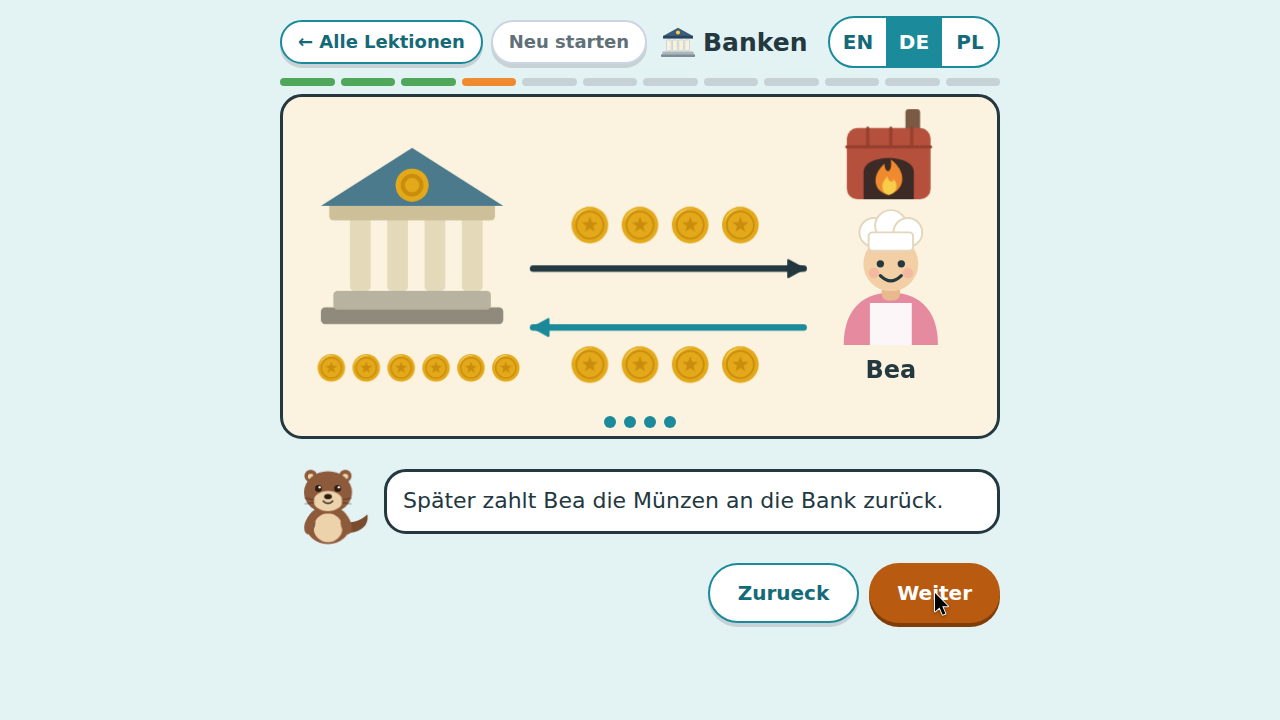 ← Alle Lektionen
Neu starten
Banken
EN DE PL
Bea
Später zahlt Bea die Münzen an die Bank zurück.
Zurueck
Weiter